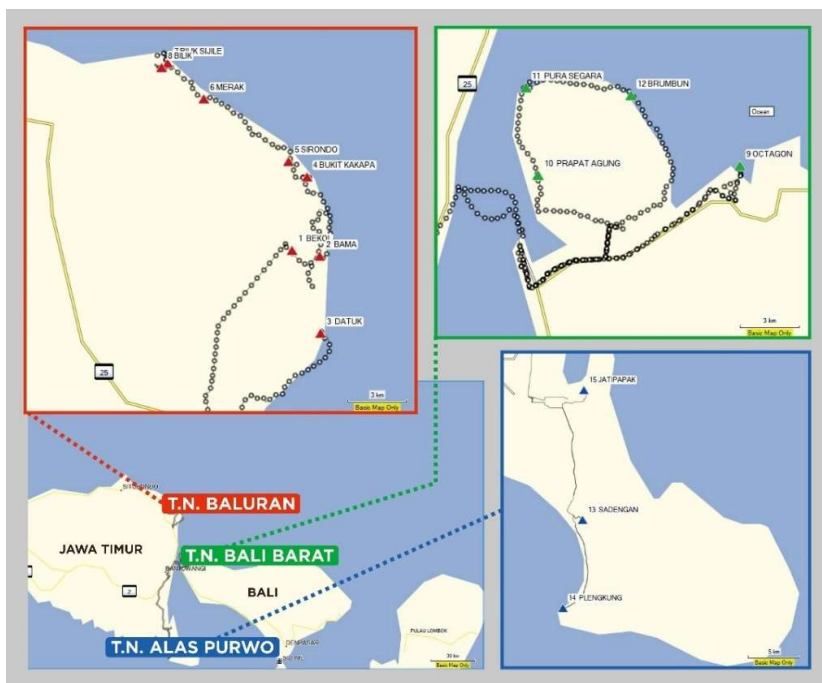 8 BILIK
SIJILE
6 MERAK
5 SIRONDO
4 BUKIT KAKAPA
1 BEKOL
2 BAMA
3 DATUK
25
3 km
Basic Map Only
25
11 PURA SEGARA
12 BRUMBUN
Ocean
9 OCTAGON
10 PRAPAT AGUNG
3 km
Basic Map Only
15 JATIPAPAK
13 SADENGAN
14 PLENGKUNG
5 km
Basic Map Only
T.N. BALURAN
JAWA TIMUR
T.N. BALI BARAT
2
BALI
PULAU LOMBOK
DENPASAR
T.N. ALAS PURWO
30 km
Basic Map Only